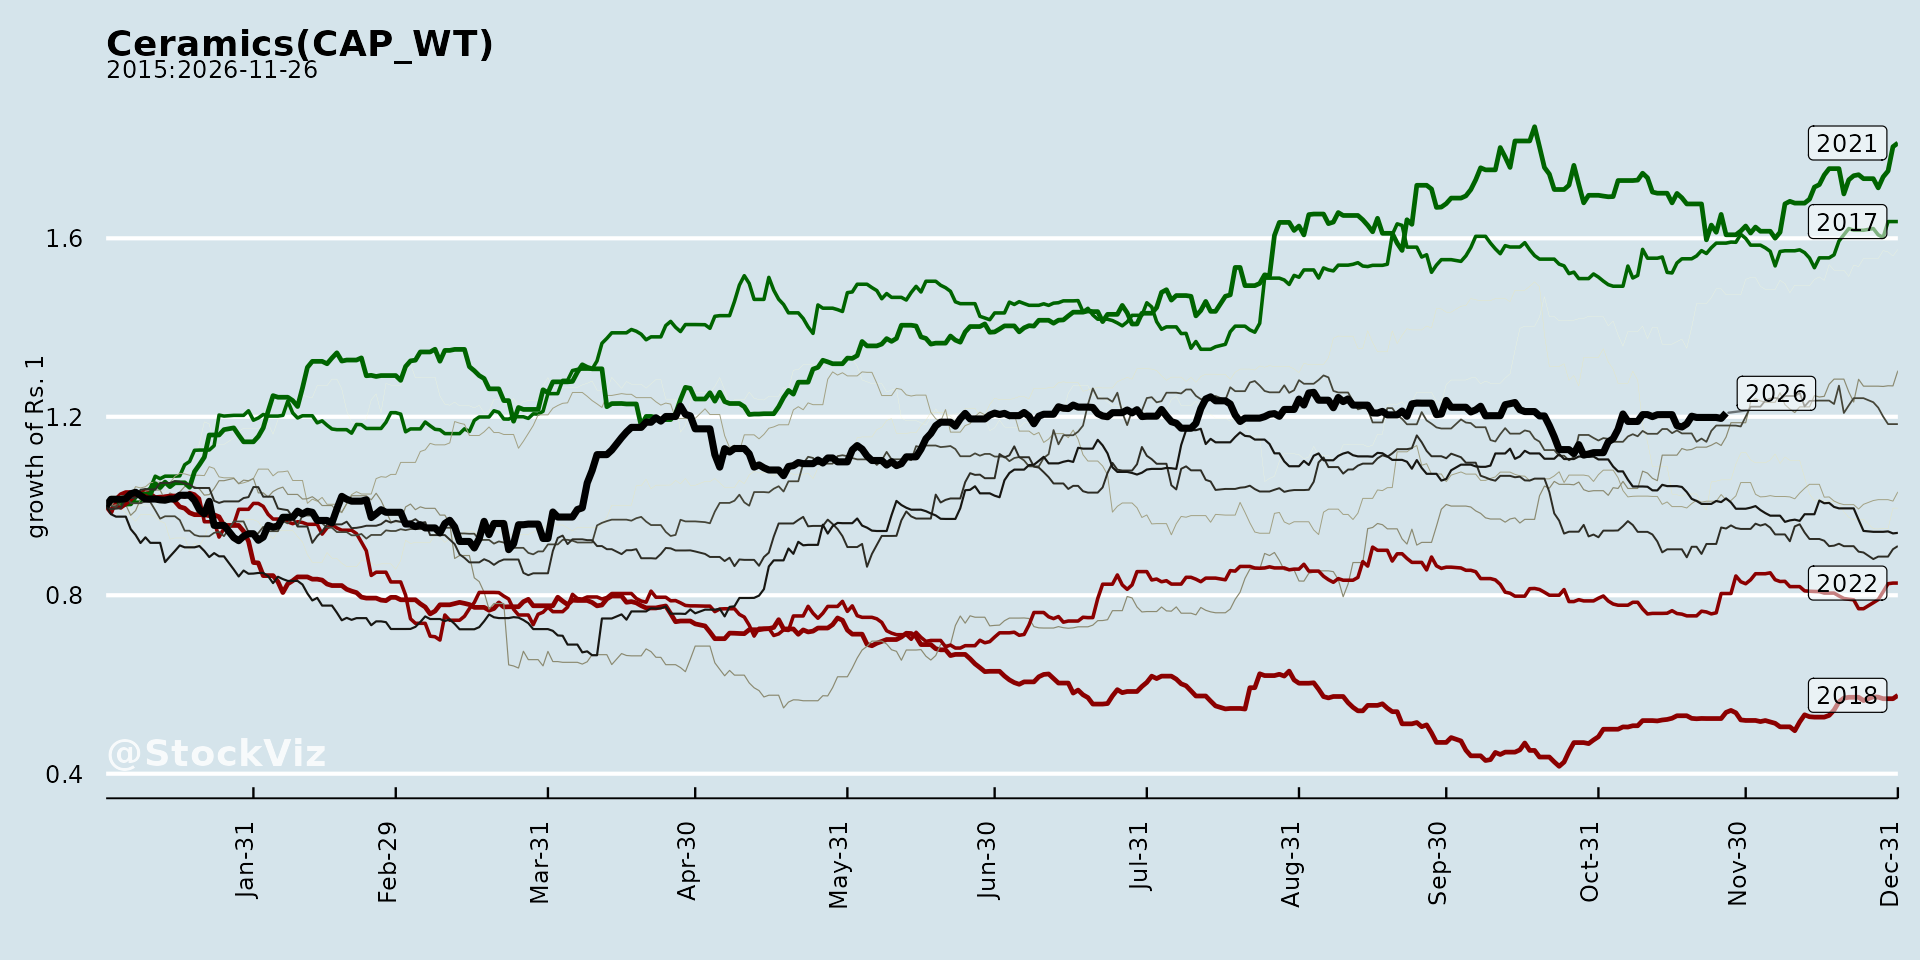 Ceramics(CAP_WT)
2015:2026-11-26
growth of Rs. 1
1.6
1.2
0.8
0.4
2021
2017
2026
2022
2018
@StockViz
Jan-31
Feb-29
Mar-31
Apr-30
May-31
Jun-30
Jul-31
Aug-31
Sep-30
Oct-31
Nov-30
Dec-31